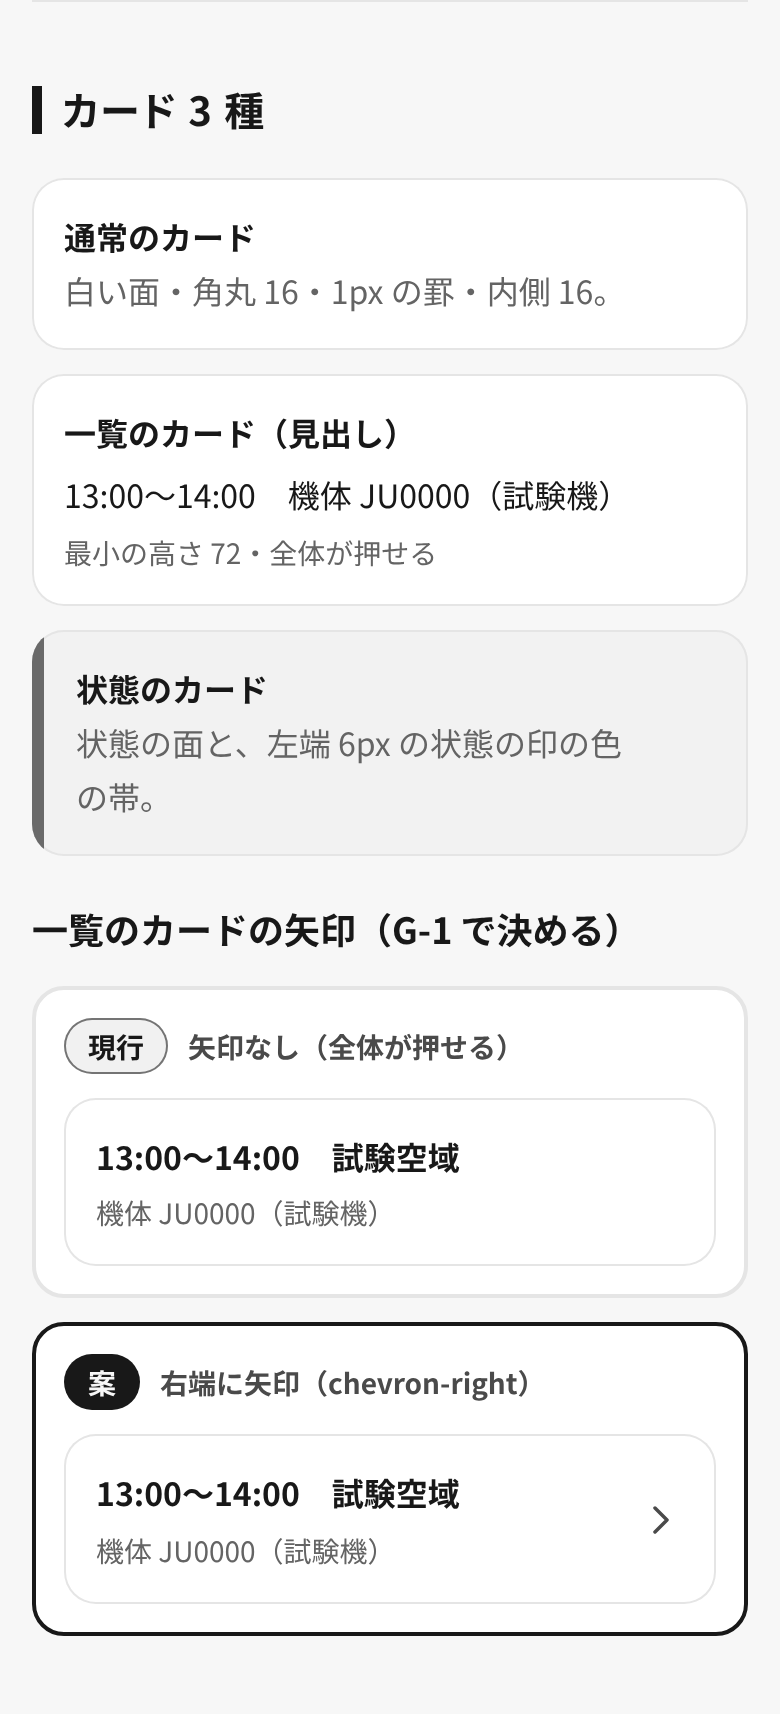 カード 3 種
通常のカード
白い面・角丸 16・1px の罫・内側 16。
一覧のカード（見出し）
13:00〜14:00　機体 JU0000（試験機）
最小の高さ 72・全体が押せる
状態のカード
状態の面と、左端 6px の状態の印の色
の帯。
一覧のカードの矢印（G-1 で決める）
現行　矢印なし（全体が押せる）
13:00〜14:00　試験空域
機体 JU0000（試験機）
案　右端に矢印（chevron-right）
13:00〜14:00　試験空域
機体 JU0000（試験機）